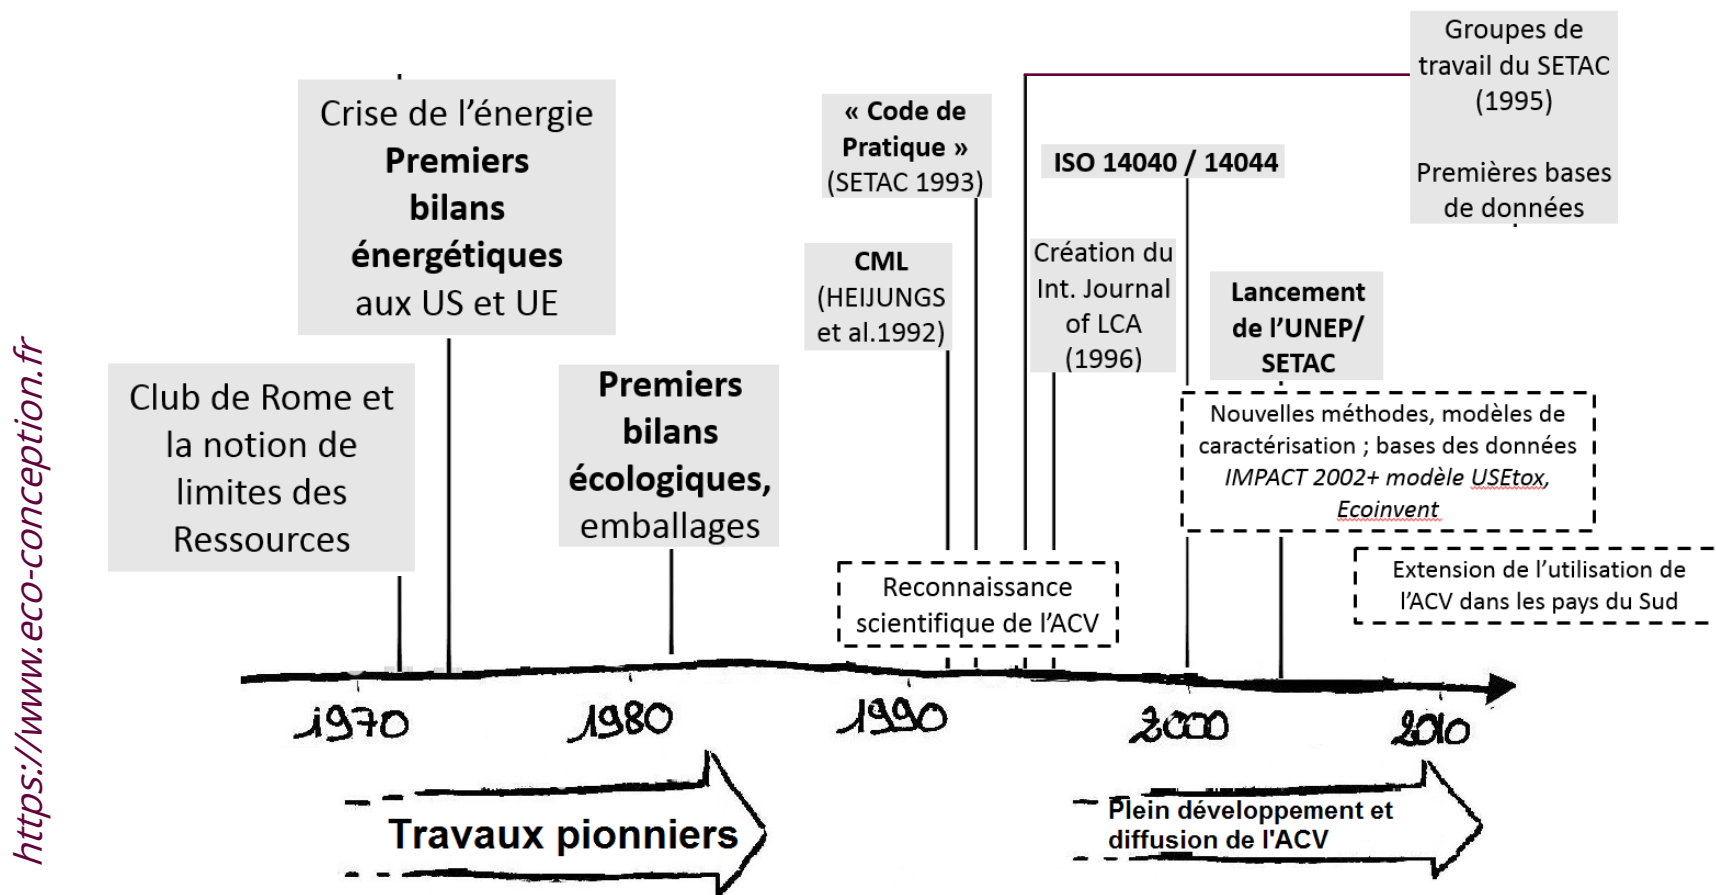 https://www.eco-conception.fr
Crise de l'énergie
Premiers
bilans
énergétiques
aux US et UE
Club de Rome et
la notion de
limites des
Ressources
Premiers
bilans
écologiques,
emballages
« Code de
Pratique »
(SETAC 1993)
CML
(HEIJUNGS
et al.1992)
Reconnaissance
scientifique de l'ACV
ISO 14040 / 14044
Création du
Int. Journal
of LCA
(1996)
Groupes de
travail du SETAC
(1995)
Premières bases
de données
Lancement
de l'UNEP/
SETAC
Nouvelles méthodes, modèles de
caractérisation ; bases des données
IMPACT 2002+ modèle USEtox,
Ecoinvent
Extension de l'utilisation de
l'ACV dans les pays du Sud
1970
1980
1990
2000
2010
Travaux pionniers
Plein développement et
diffusion de l'ACV